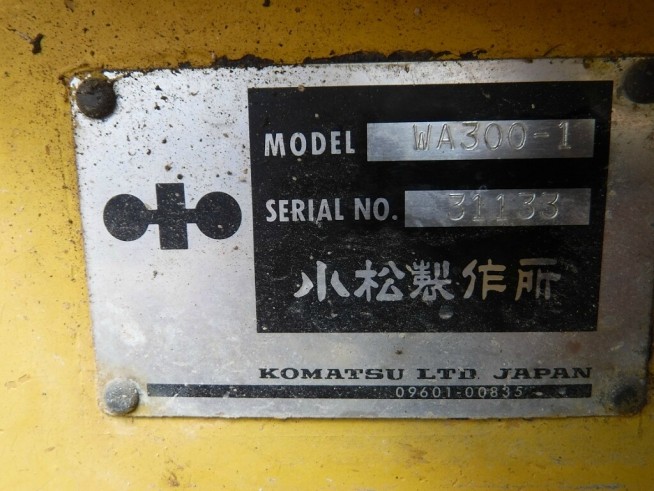 MODEL WA300-1
SERIAL NO. 31133
小松製作所
KOMATSU LTD. JAPAN
09601-00835